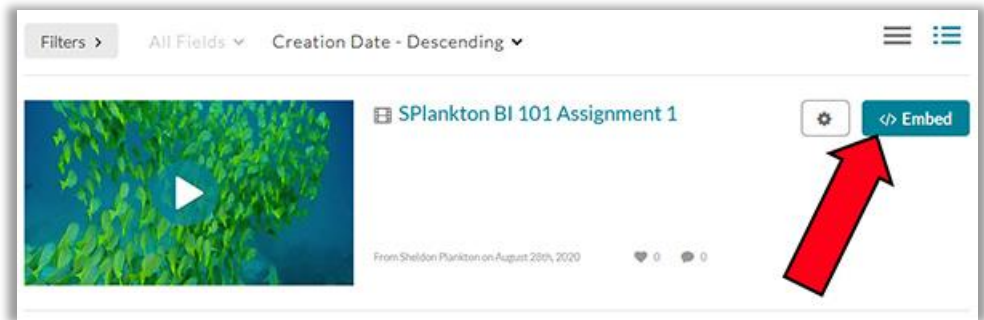 Filters > All Fields Creation Date - Descending
SPlankton BI 101 Assignment 1
</> Embed
From Sheldon Plankton on August 28th, 2020 0 0